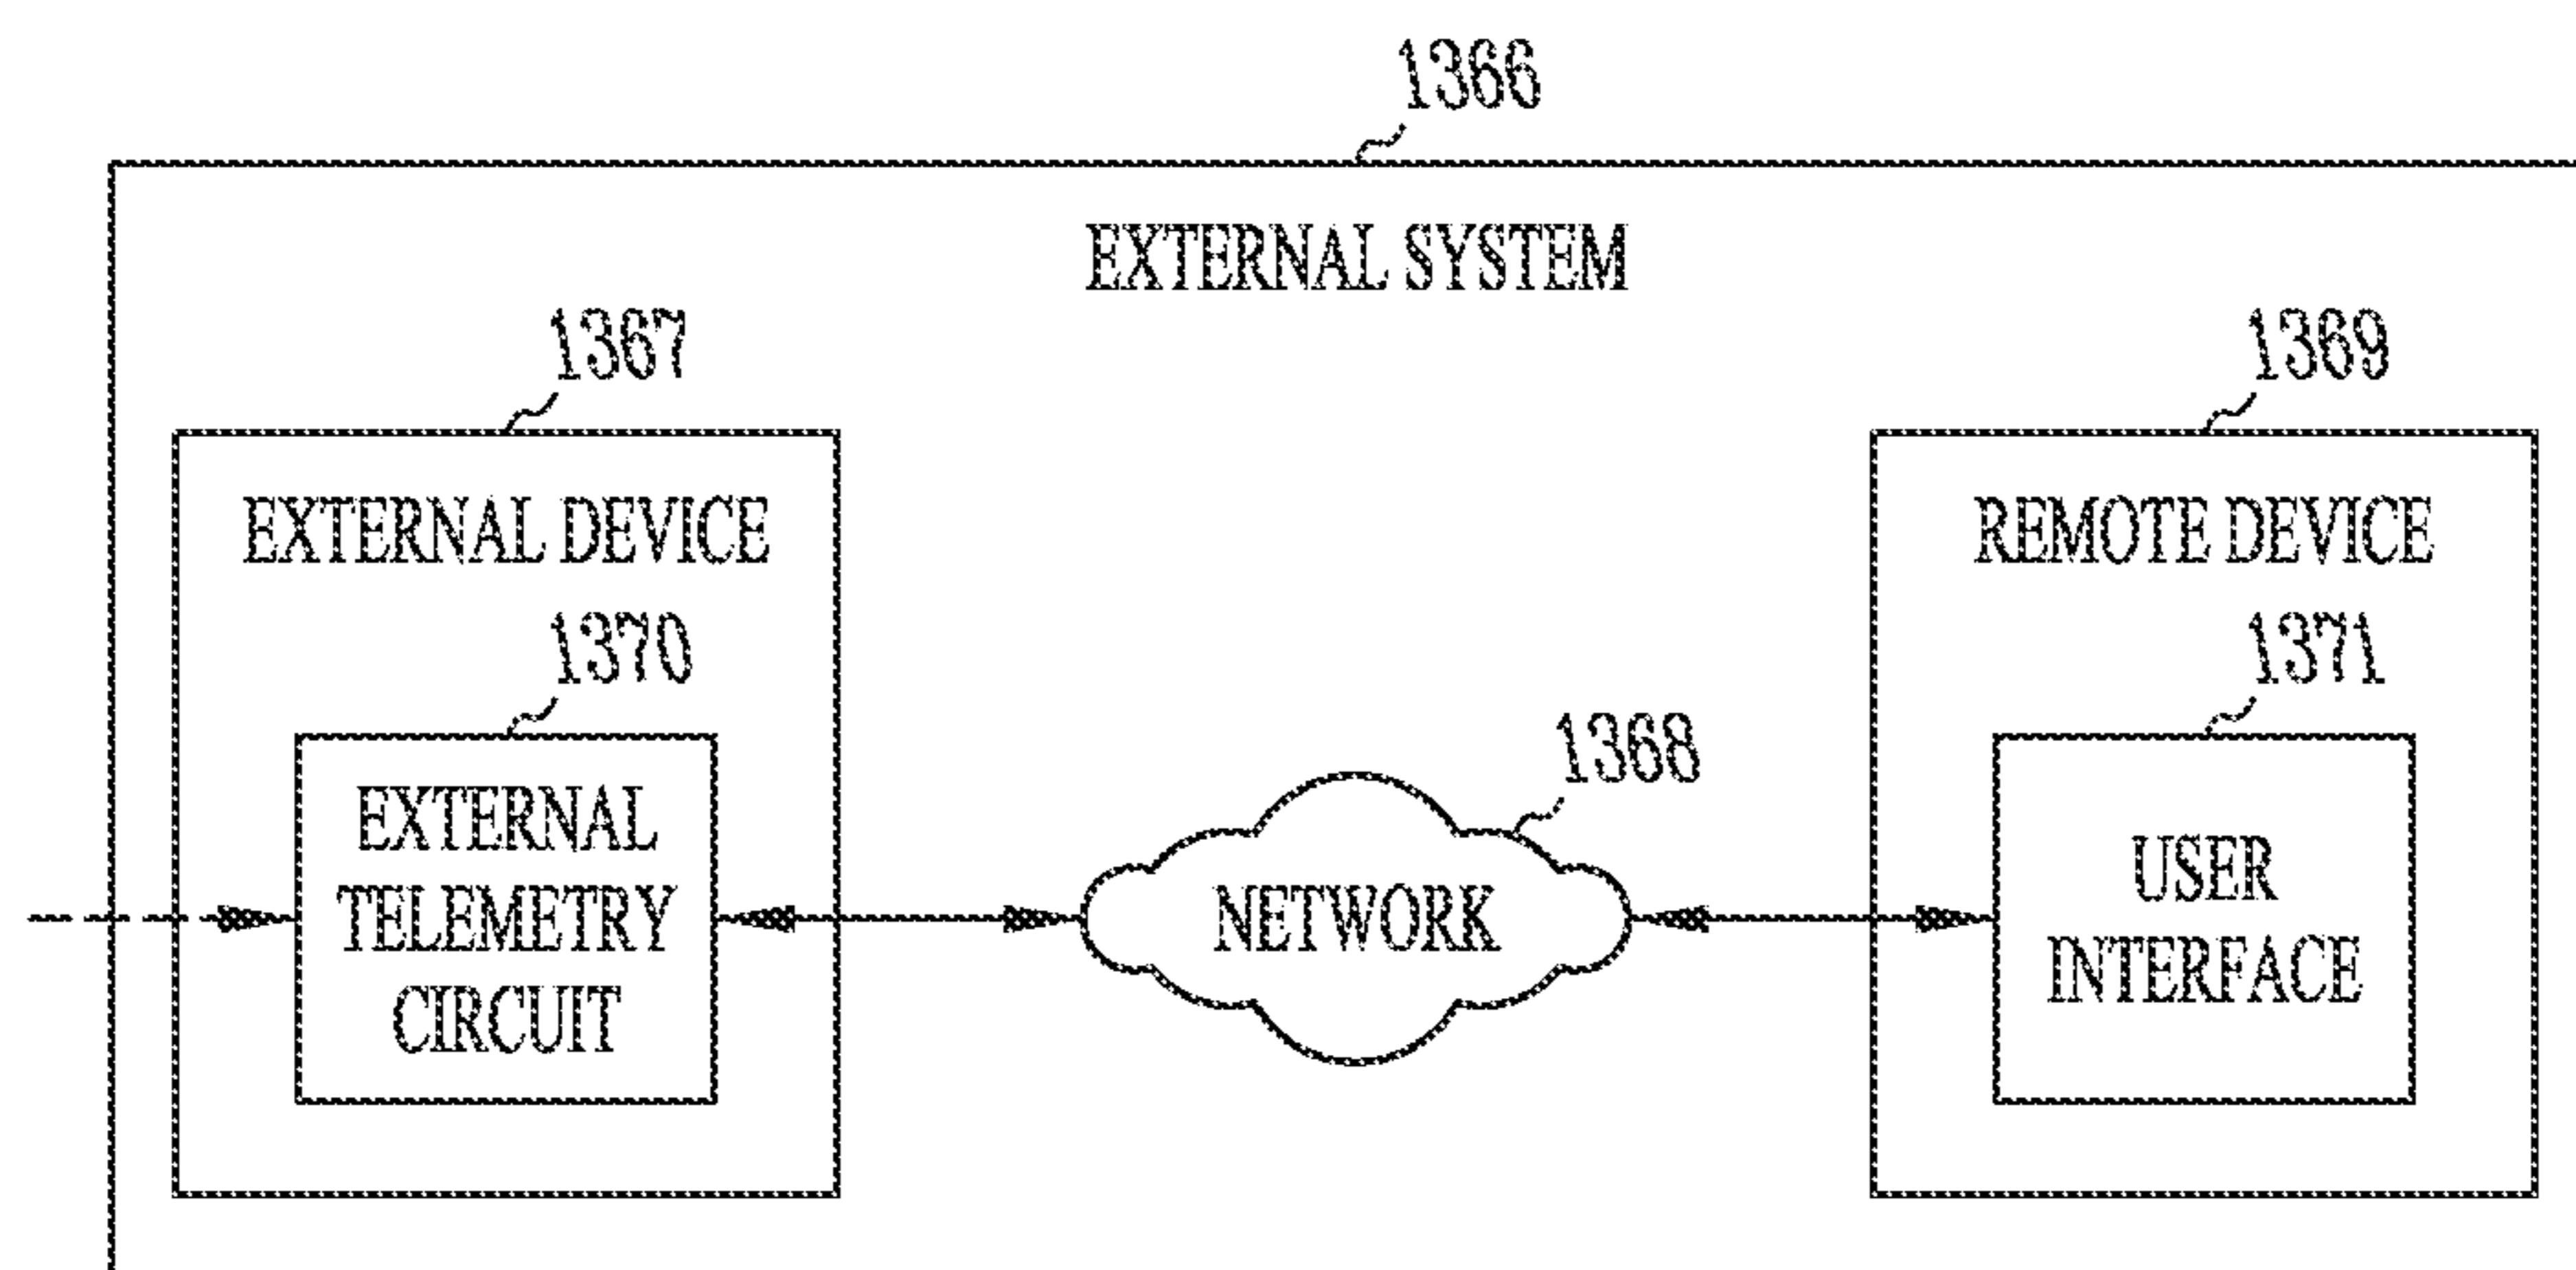 1366
EXTERNAL SYSTEM
1367
1369
EXTERNAL DEVICE
REMOTE DEVICE
1370
1371
1368
EXTERNAL
TELEMETRY
CIRCUIT
NETWORK
USER
INTERFACE